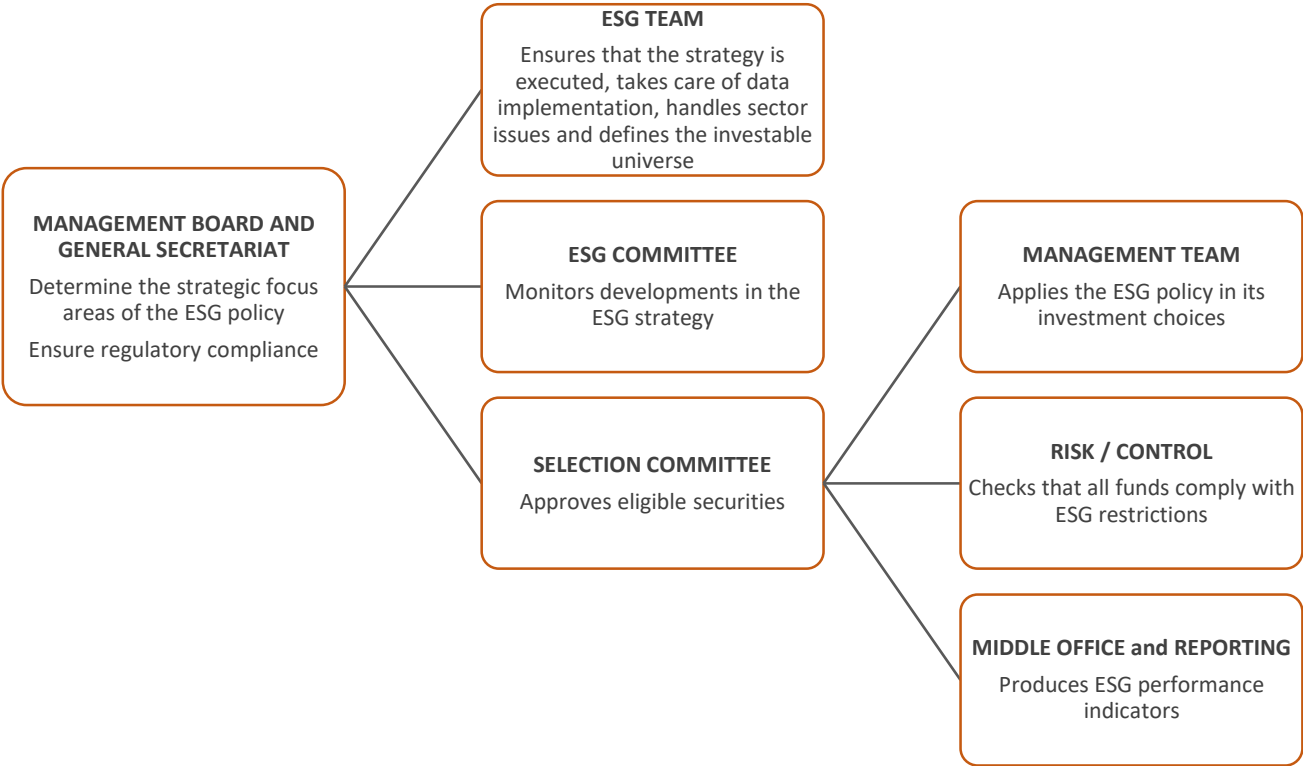 ESG TEAM
Ensures that the strategy is
executed, takes care of data
implementation, handles sector
issues and defines the investable
universe
MANAGEMENT BOARD AND
GENERAL SECRETARIAT
Determine the strategic focus
areas of the ESG policy
Ensure regulatory compliance
ESG COMMITTEE
Monitors developments in the
ESG strategy
SELECTION COMMITTEE
Approves eligible securities
MANAGEMENT TEAM
Applies the ESG policy in its
investment choices
RISK / CONTROL
Checks that all funds comply with
ESG restrictions
MIDDLE OFFICE and REPORTING
Produces ESG performance
indicators